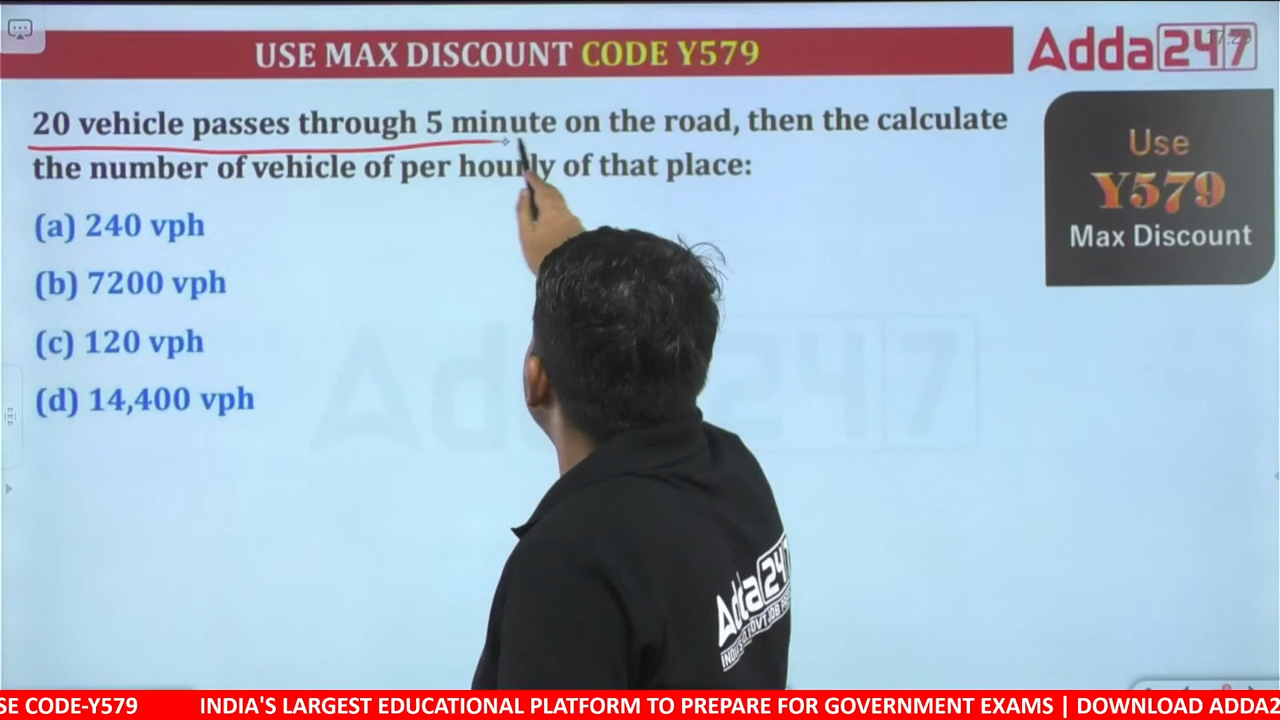 USE MAX DISCOUNT CODE Y579
Adda247
20 vehicle passes through 5 minute on the road, then the calculate
the number of vehicle of per hourly of that place:
(a) 240 vph
(b) 7200 vph
(c) 120 vph
(d) 14,400 vph
Use
Y579
Max Discount
Adda247
Adda247
SE CODE-Y579 INDIA'S LARGEST EDUCATIONAL PLATFORM TO PREPARE FOR GOVERNMENT EXAMS | DOWNLOAD ADDA2